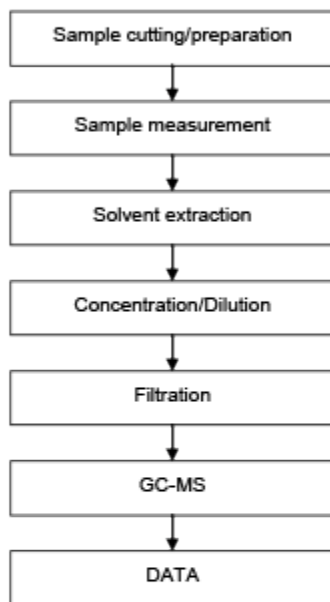 Sample cutting/preparation
Sample measurement
Solvent extraction
Concentration/Dilution
Filtration
GC-MS
DATA